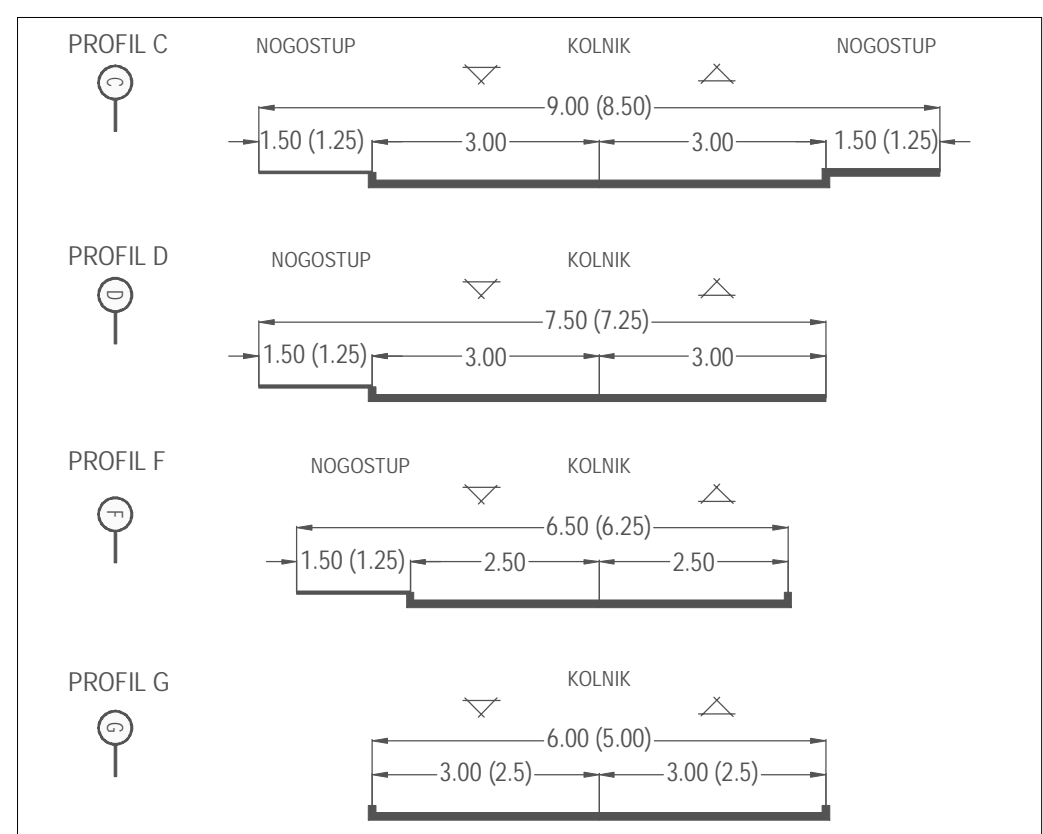 PROFIL C
NOGOSTUP KOLNIK NOGOSTUP
C
9.00 (8.50)
1.50 (1.25) 3.00 3.00 1.50 (1.25)
PROFIL D
NOGOSTUP KOLNIK
D
7.50 (7.25)
1.50 (1.25) 3.00 3.00
PROFIL F
NOGOSTUP KOLNIK
F
6.50 (6.25)
1.50 (1.25) 2.50 2.50
PROFIL G
KOLNIK
G
6.00 (5.00)
3.00 (2.5) 3.00 (2.5)